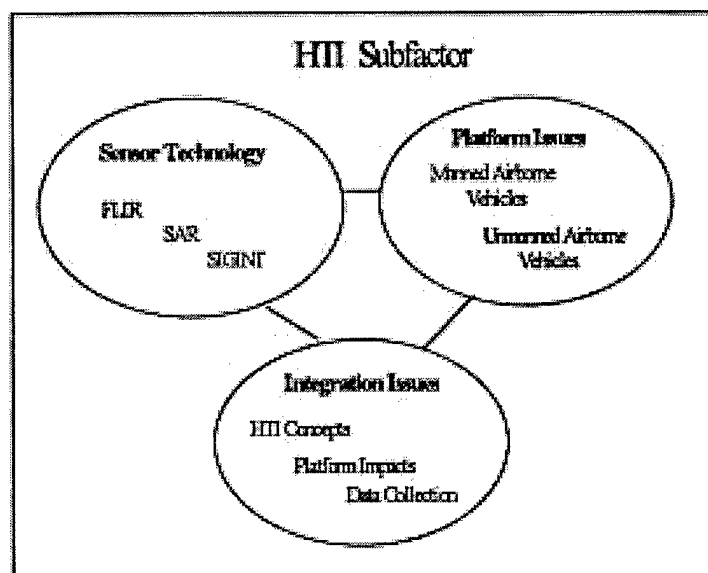 HTI Subfactor
Sensor Technology
FLIR
SAR
SIGINT
Platform Issues
Manned Airborne
Vehicles
Unmanned Airborne
Vehicles
Integration Issues
HTI Concepts
Platform Impacts
Data Collection